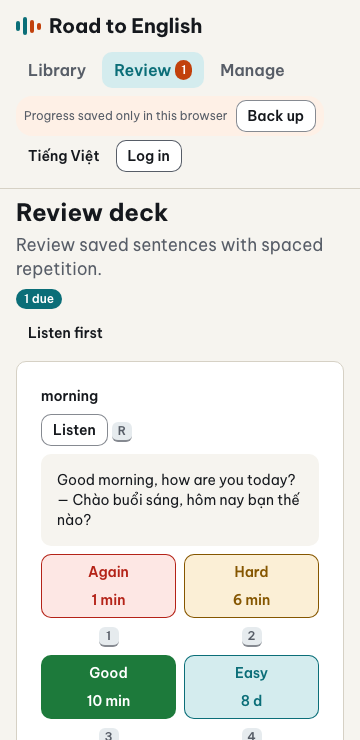 Road to English
Library
Review 1
Manage
Progress saved only in this browser
Back up
Tiếng Việt
Log in
Review deck
Review saved sentences with spaced
repetition.
1 due
Listen first
morning
Listen
R
Good morning, how are you today?
— Chào buổi sáng, hôm nay bạn thế
nào?
Again
1 min
Hard
6 min
1
2
Good
10 min
Easy
8 d
3
4